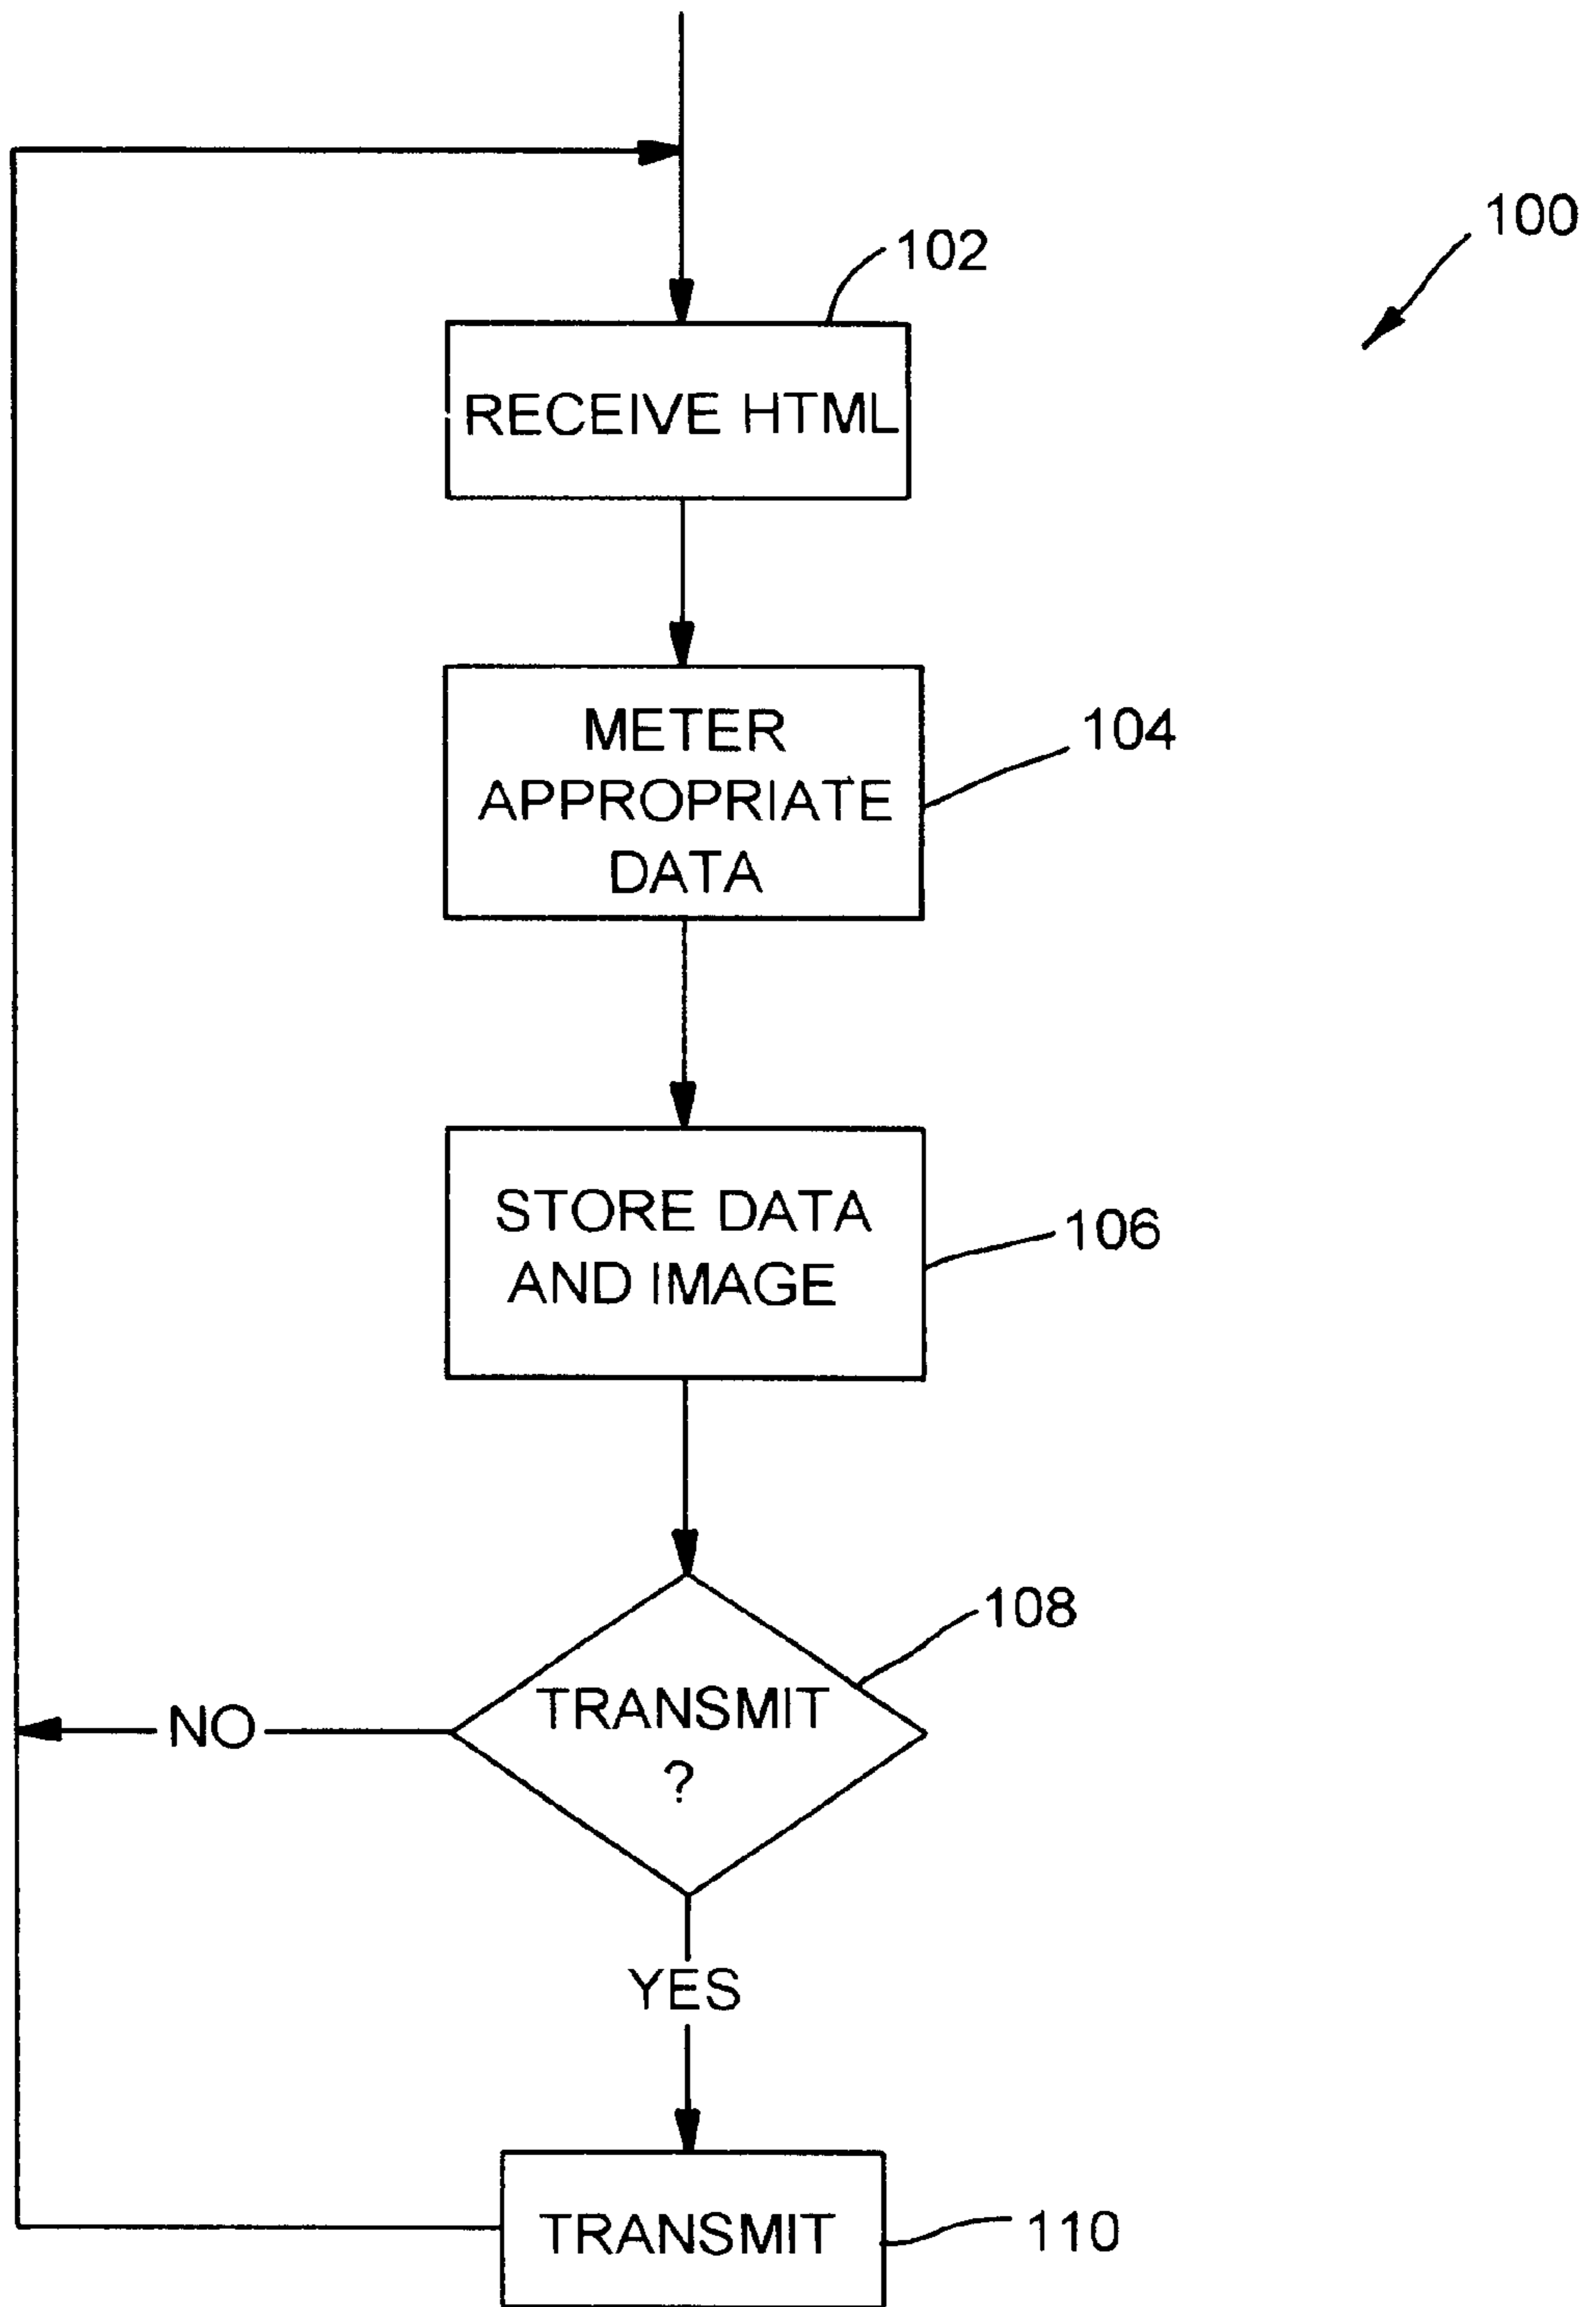 100
102
RECEIVE HTML
METER
APPROPRIATE
DATA
104
STORE DATA
AND IMAGE
106
108
TRANSMIT
?
NO
YES
TRANSMIT
110